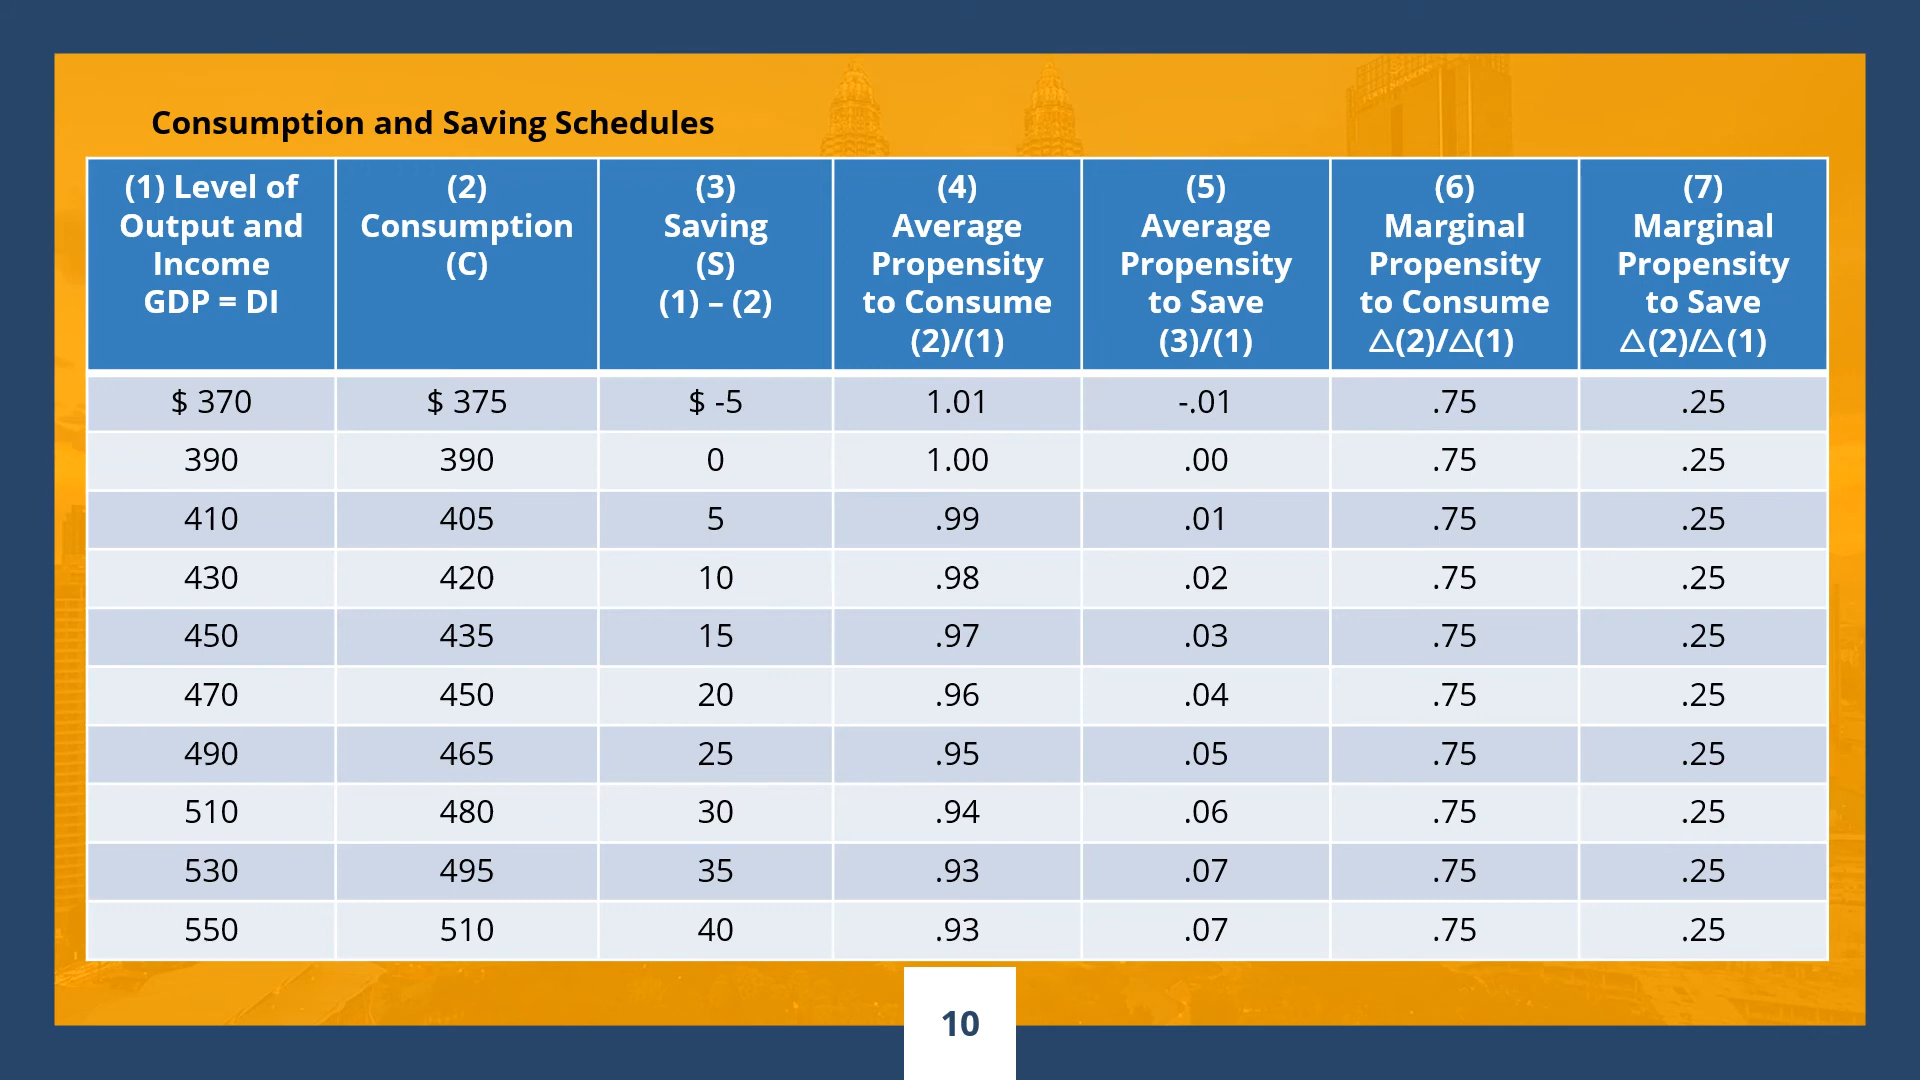 Consumption and Saving Schedules
(1) Level of
Output and
Income
GDP = DI
(2)
Consumption
(C)
(3)
Saving
(S)
(1) – (2)
(4)
Average
Propensity
to Consume
(2)/(1)
(5)
Average
Propensity
to Save
(3)/(1)
(6)
Marginal
Propensity
to Consume
△(2)/△(1)
(7)
Marginal
Propensity
to Save
△(2)/△(1)
$ 370 $ 375 $ -5 1.01 -.01 .75 .25
390 390 0 1.00 .00 .75 .25
410 405 5 .99 .01 .75 .25
430 420 10 .98 .02 .75 .25
450 435 15 .97 .03 .75 .25
470 450 20 .96 .04 .75 .25
490 465 25 .95 .05 .75 .25
510 480 30 .94 .06 .75 .25
530 495 35 .93 .07 .75 .25
550 510 40 .93 .07 .75 .25
10